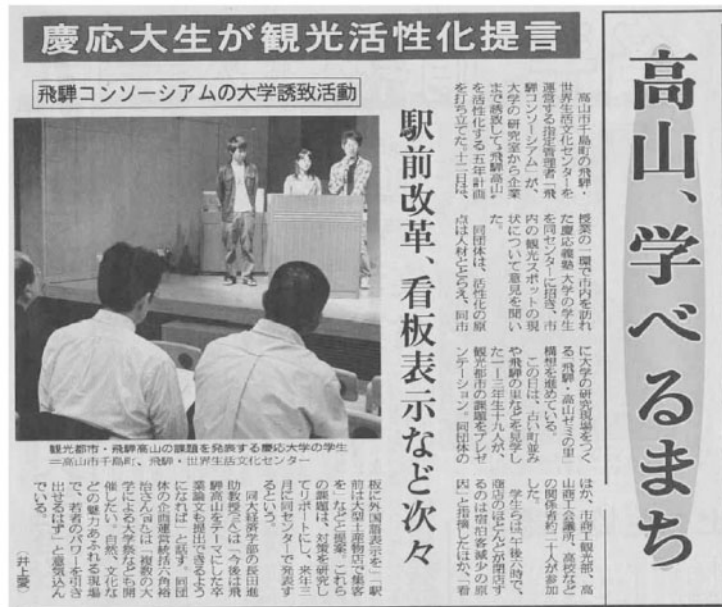 慶応大生が観光活性化提言
高山、学べるまち
飛騨コンソーシアムの大学誘致活動
駅前改革、看板表示など次々
高山市千島町の飛騨・
世界生活文化センターを
運営する指定管理者「飛
騨コンソーシアム」が、
大学の研究室から企業
まで誘致して〝飛騨高山〟
を活性化する五年計画
を打ち立てた。十二日は、
授業の一環で市内を訪れ
た慶応義塾大学の学生
を同センターに招き、市
内の観光スポットの現
状について意見を聞い
た。
同団体は、活性化の原
点は人材ととらえ、同市
に大学の研究現場をつく
る「飛騨・高山ゼミの里」
構想を進めている。
この日は、古い町並み
や飛騨の里などを見学し
た一―三年生十九人が、
観光都市の課題をプレゼ
ンテーション。同団体の
ほか、市商工観光部、高
山商工会議所、高校など
の関係者約二十人が参加
した。
学生らは「午後六時で、
商店のほとんどが閉店す
るのは宿泊客減少の原
因」と指摘したほか、「看
板に外国語表示を」「駅
前は大型土産物店で集客
を」などと提案。これら
の課題は、対策を研究し
てリポートにし、来年三
月に同センターで発表す
るという。
同大経済学部の長田進
助教授は「今後は飛
騨高山をテーマにした卒
業論文も提出できるよう
になれば」と話す。同団
体の企画運営統括六角裕
治さんは「複数の大
学による大学祭なども開
催したい。自然、文化な
どの魅力あふれる現場
で、若者のパワーを引き
出せるはず」と意気込ん
でいる。
(井上愛)
観光都市・飛騨高山の課題を発表する慶応大学の学生
＝高山市千島町、飛騨・世界生活文化センター